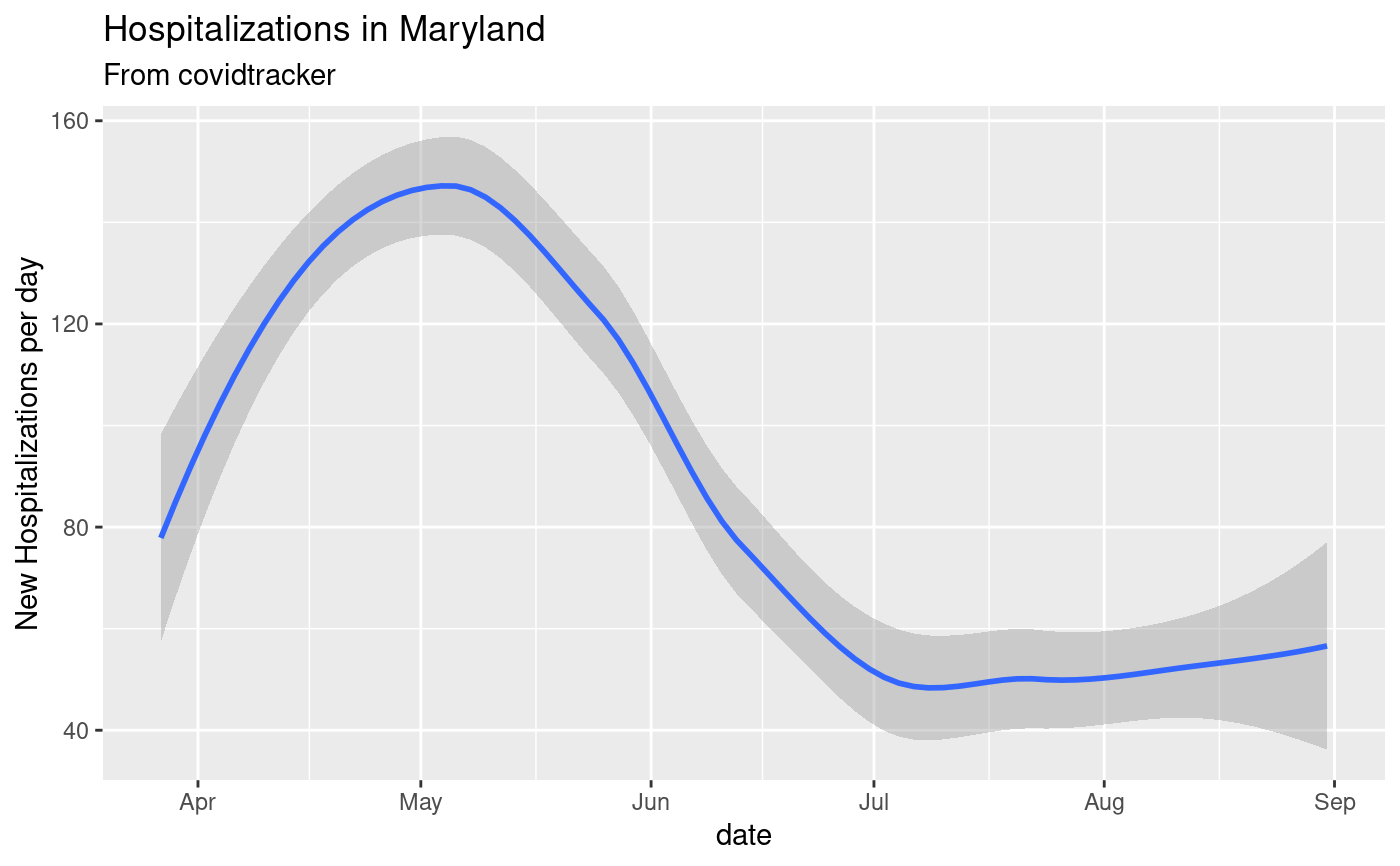 Hospitalizations in Maryland
From covidtracker
New Hospitalizations per day
160
120
80
40
Apr May Jun Jul Aug Sep
date